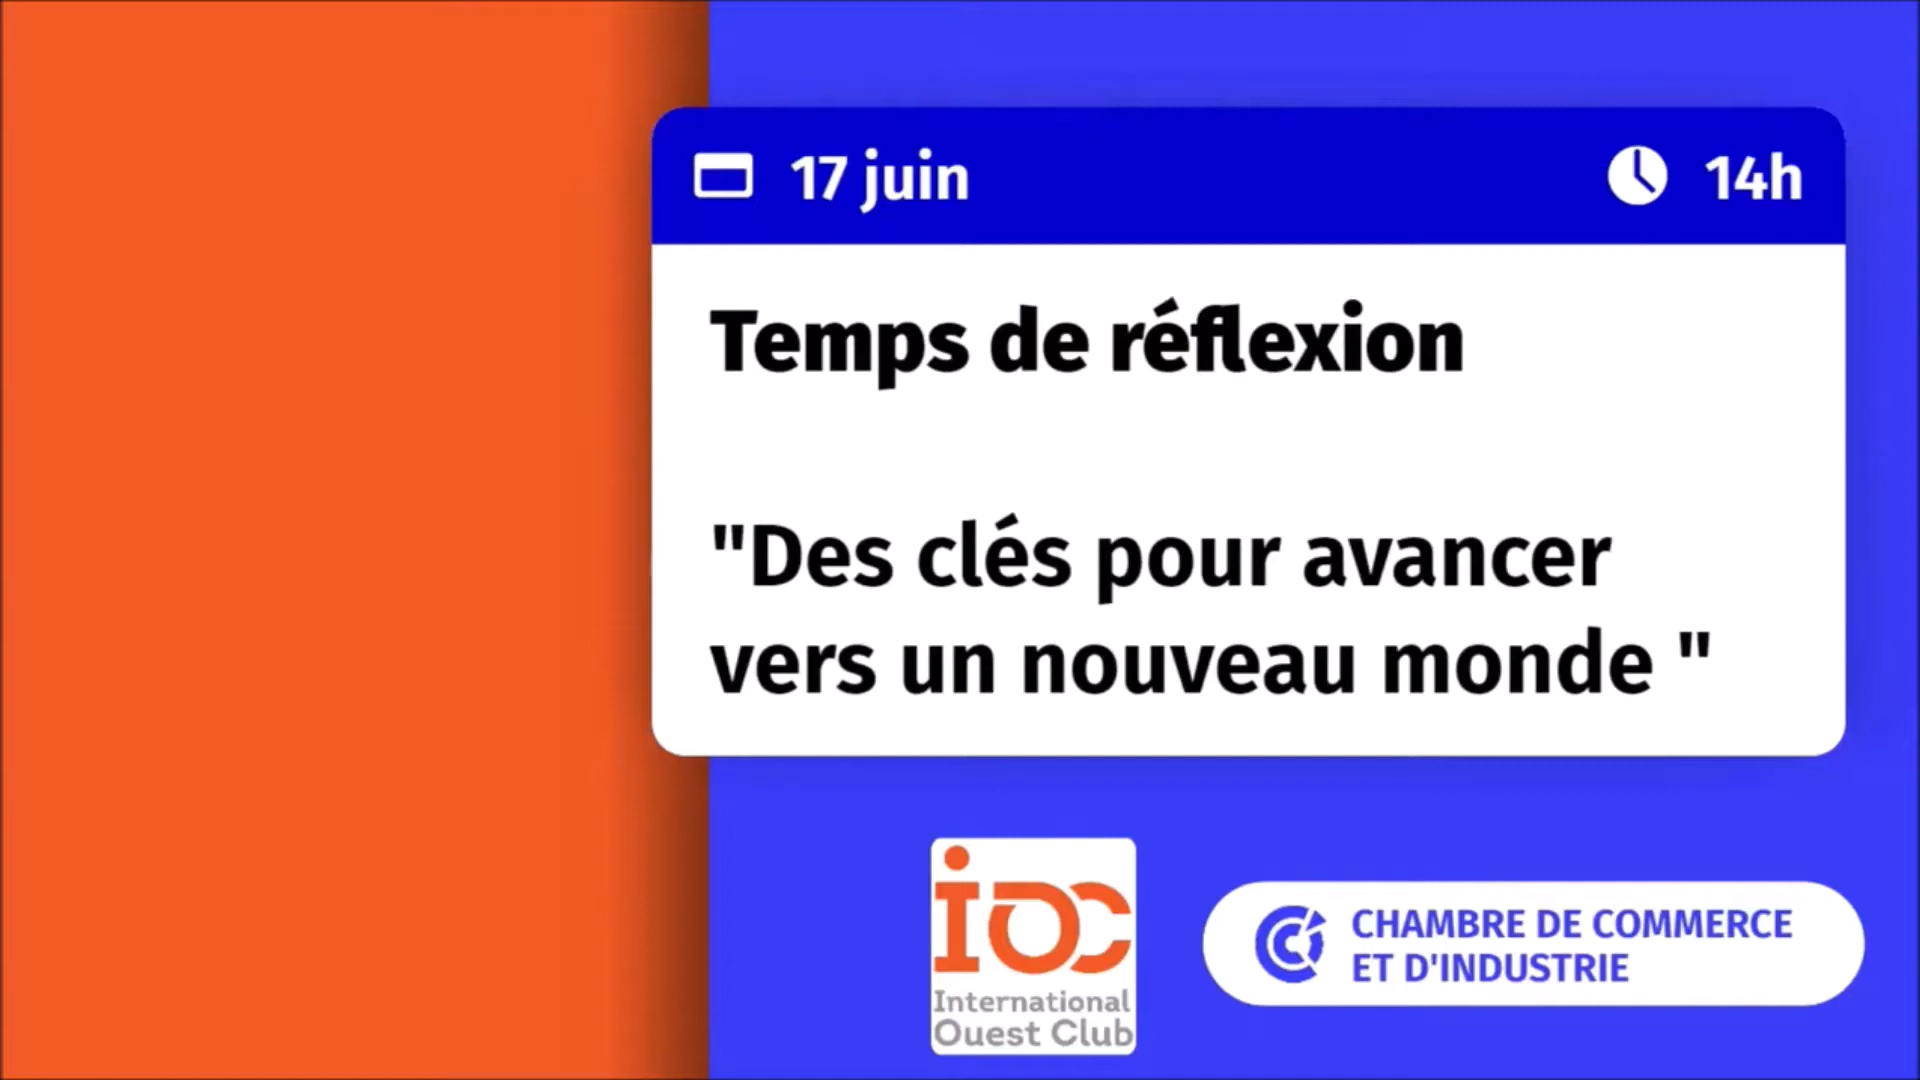 17 juin
14h
Temps de réflexion
"Des clés pour avancer
vers un nouveau monde "
ioc
International
Ouest Club
CHAMBRE DE COMMERCE
ET D'INDUSTRIE